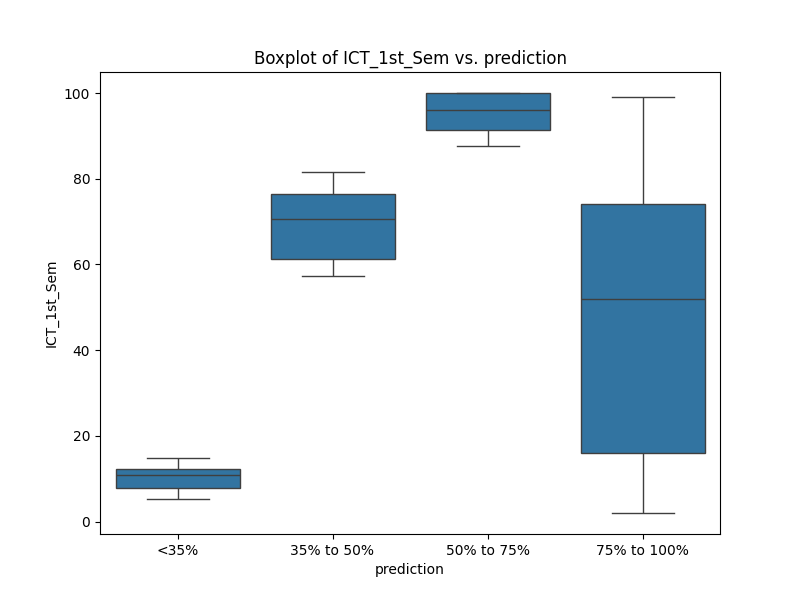 Boxplot of ICT_1st_Sem vs. prediction
ICT_1st_Sem
100
80
60
40
20
0
<35%
35% to 50%
50% to 75%
75% to 100%
prediction